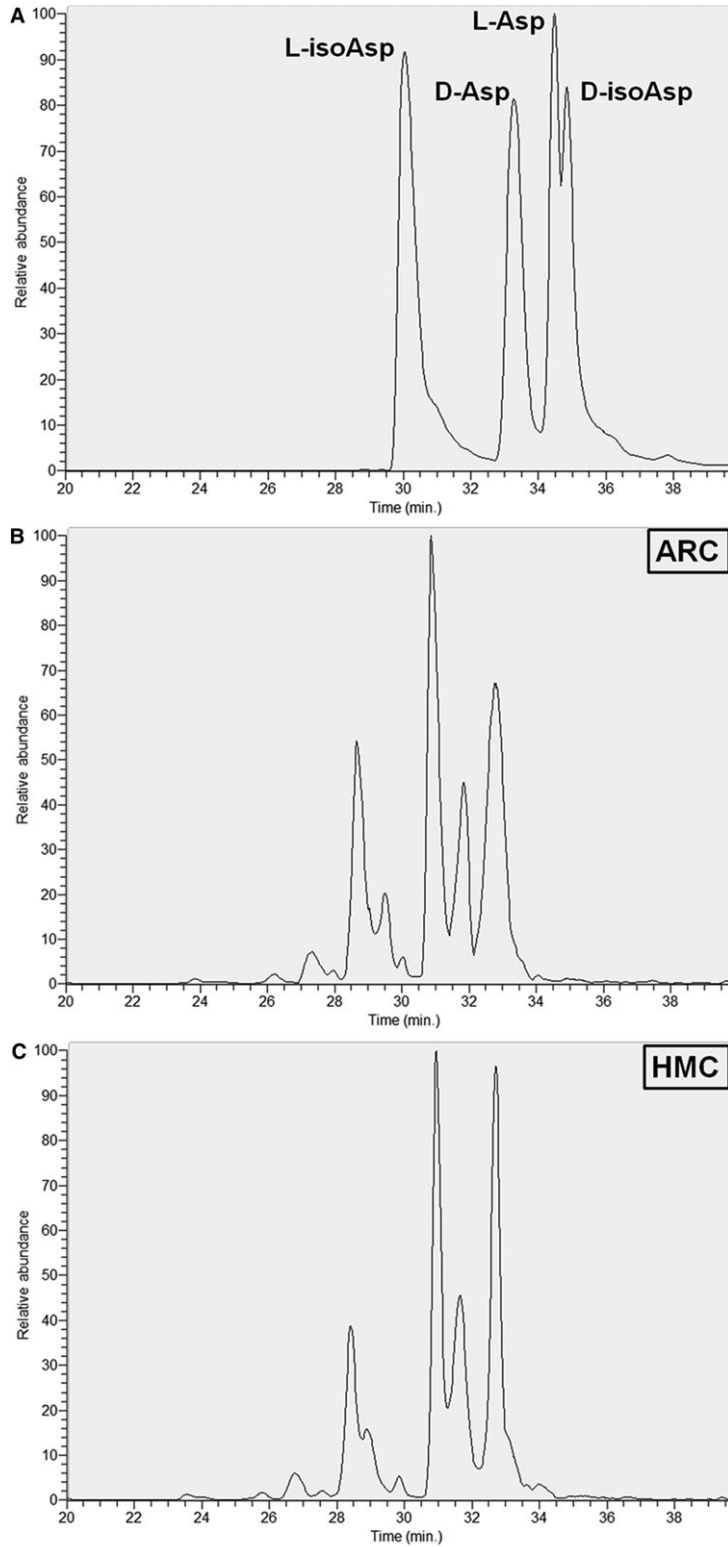 A
L-isoAsp
D-Asp
L-Asp
D-isoAsp
Relative abundance
100
90
80
70
60
50
40
30
20
10
0
20 22 24 26 28 30 32 34 36 38
Time (min.)
B
ARC
Relative abundance
100
90
80
70
60
50
40
30
20
10
0
20 22 24 26 28 30 32 34 36 38
Time (min.)
C
HMC
Relative abundance
100
90
80
70
60
50
40
30
20
10
0
20 22 24 26 28 30 32 34 36 38
Time (min.)